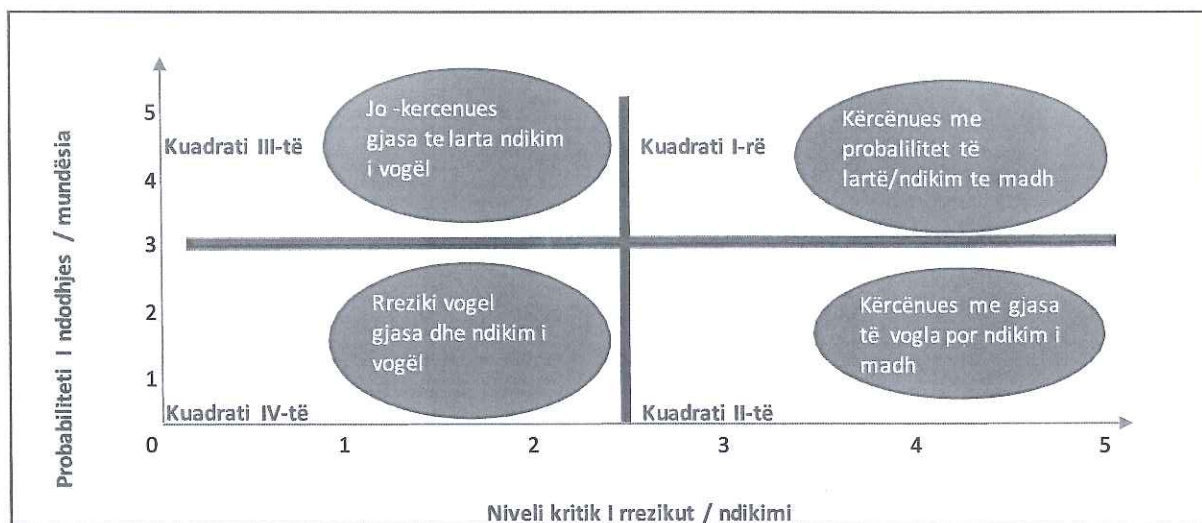 Probabiliteti I ndodhjes / mundësia
5
4
3
2
1
0
Kuadrati III-të
Jo -kercenues
gjasa te larta ndikim
i vogël
Kuadrati I-rë
Kërcënues me
probalilitet të
lartë/ndikim te madh
Rreziki vogel
gjasa dhe ndikim i
vogël
Kuadrati IV-të
Kërcënues me gjasa
të vogla por ndikim i
madh
Kuadrati II-të
1
2
3
4
5
Niveli kritik I rrezikut / ndikimi